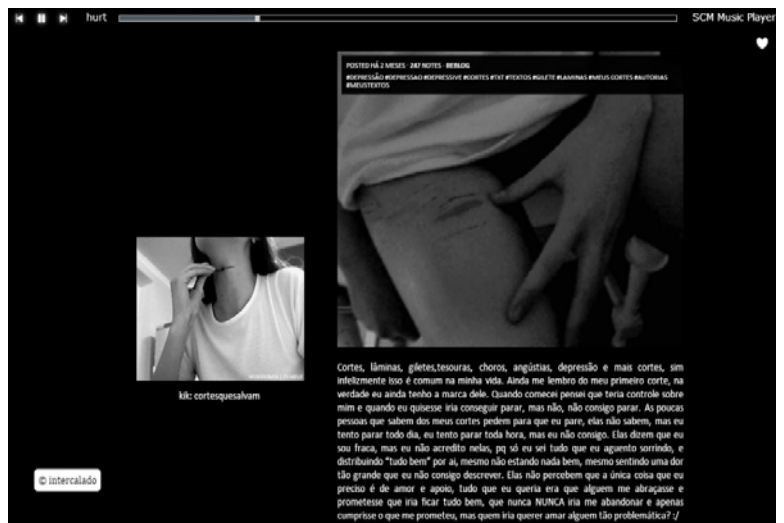 hurt
SCM Music Player
POSTED HÁ 2 MESES · 247 NOTES · REBLOG
#DEPRESSÃO #DEPRESSAO #DEPRESSIVE #CORTES #TXT #TEXTOS #GILETE #LAMINAS #MEUS CORTES #AUTORIAS
#MEUSTEXTOS
kik: cortesquesalvam
Cortes, lâminas, giletes,tesouras, choros, angústias, depressão e mais cortes, sim
infelizmente isso é comum na minha vida. Ainda me lembro do meu primeiro corte, na
verdade eu ainda tenho a marca dele. Quando comecei pensei que teria controle sobre
mim e quando eu quisesse iria conseguir parar, mas não, não consigo parar. As poucas
pessoas que sabem dos meus cortes pedem para que eu pare, elas não sabem, mas eu
tento parar todo dia, eu tento parar toda hora, mas eu não consigo. Elas dizem que eu
sou fraca, mas eu não acredito nelas, pq só eu sei tudo que eu aguento sorrindo, e
distribuindo "tudo bem" por ai, mesmo não estando nada bem, mesmo sentindo uma dor
tão grande que eu não consigo descrever. Elas não percebem que a única coisa que eu
preciso é de amor e apoio, tudo que eu queria era que alguem me abraçasse e
prometesse que iria ficar tudo bem, que nunca NUNCA iria me abandonar e apenas
cumprisse o que me prometeu, mas quem iria querer amar alguem tão problemática? :/
© intercalado